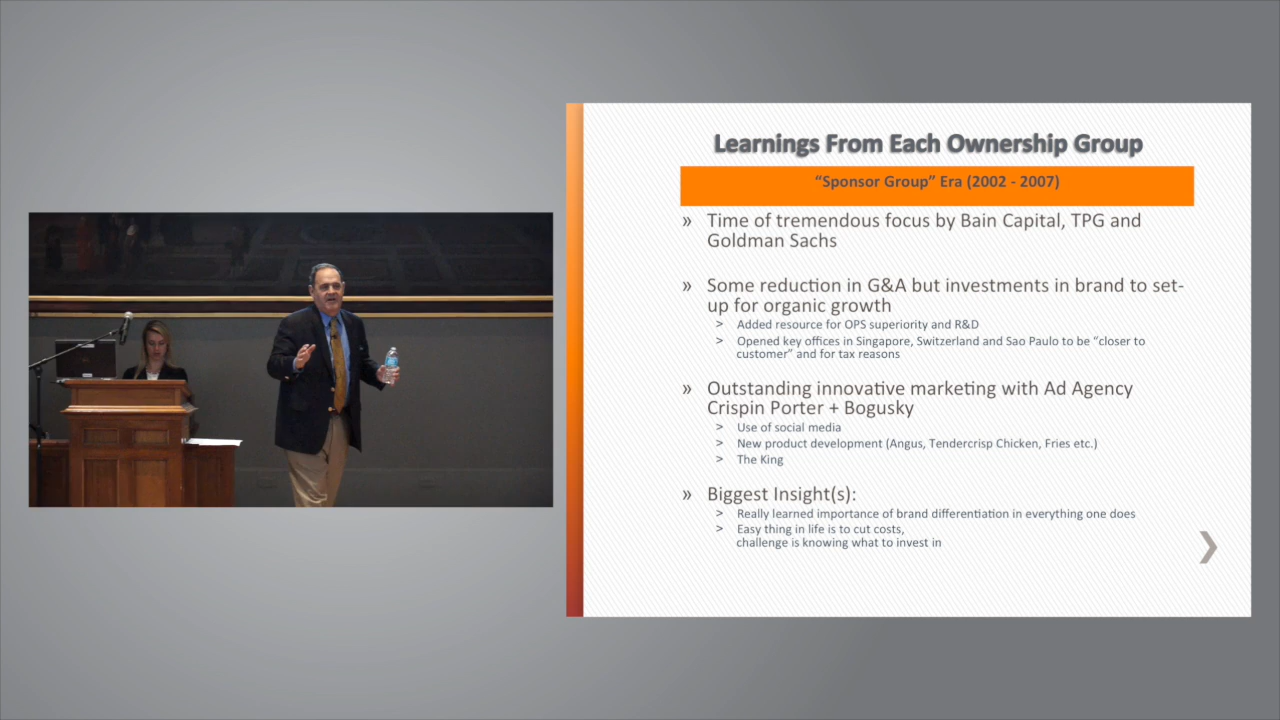 Learnings From Each Ownership Group
“Sponsor Group” Era (2002 - 2007)
» Time of tremendous focus by Bain Capital, TPG and
Goldman Sachs
» Some reduction in G&A but investments in brand to set-
up for organic growth
> Added resource for OPS superiority and R&D
> Opened key offices in Singapore, Switzerland and Sao Paulo to be “closer to
customer” and for tax reasons
» Outstanding innovative marketing with Ad Agency
Crispin Porter + Bogusky
> Use of social media
> New product development (Angus, Tendercrisp Chicken, Fries etc.)
> The King
» Biggest Insight(s):
> Really learned importance of brand differentiation in everything one does
> Easy thing in life is to cut costs,
challenge is knowing what to invest in